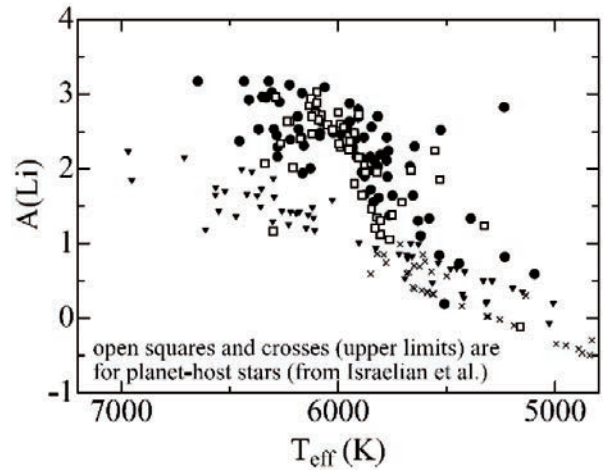 A(Li)
4
3
2
1
0
-1
open squares and crosses (upper limits) are
for planet-host stars (from Israelian et al.)
7000 6000 5000
T_eff (K)